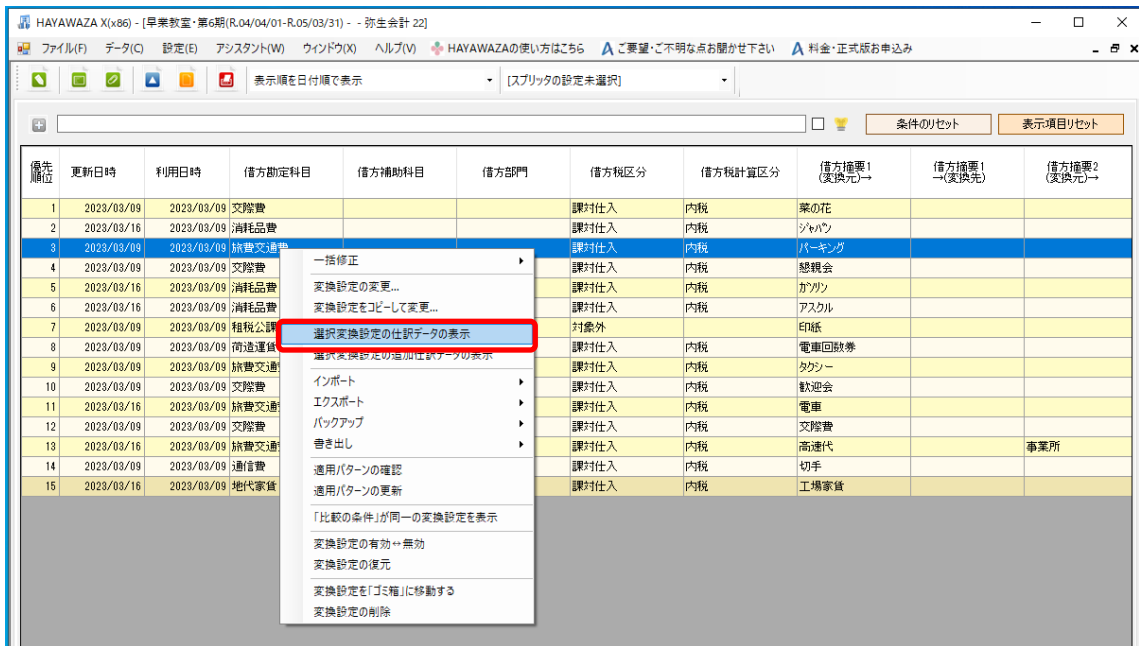 HAYAWAZA X(x86) - [早業教室・第6期(R.04/04/01-R.05/03/31) - - 弥生会計 22]
ファイル(F) データ(C) 設定(E) アシスタント(W) ウィンドウ(X) ヘルプ(V) HAYAWAZAの使い方はこちら ご要望・ご不明な点お聞かせ下さい 料金・正式版お申込み
表示順を日付順で表示 [スプリッタの設定未選択]
条件のリセット 表示項目リセット
優先順位 更新日時 利用日時 借方勘定科目 借方補助科目 借方部門 借方税区分 借方税計算区分 借方摘要1(変換元)→ 借方摘要1→(変換先) 借方摘要2(変換元)→
1 2023/03/09 2023/03/09 交際費 課対仕入 内税 菜の花
2 2023/03/16 2023/03/09 消耗品費 課対仕入 内税 ジャパン
3 2023/03/09 2023/03/09 旅費交通費 課対仕入 内税 パーキング
4 2023/03/09 2023/03/09 交際費 課対仕入 内税 懇親会
5 2023/03/16 2023/03/09 消耗品費 課対仕入 内税 ガソリン
6 2023/03/16 2023/03/09 消耗品費 課対仕入 内税 アスクル
7 2023/03/09 2023/03/09 租税公課 対象外 印紙
8 2023/03/09 2023/03/09 荷造運賃 課対仕入 内税 電車回数券
9 2023/03/09 2023/03/09 旅費交通 課対仕入 内税 タクシー
10 2023/03/09 2023/03/09 交際費 課対仕入 内税 歓迎会
11 2023/03/16 2023/03/09 旅費交通 課対仕入 内税 電車
12 2023/03/09 2023/03/09 交際費 課対仕入 内税 交際費
13 2023/03/16 2023/03/09 旅費交通 課対仕入 内税 高速代 事業所
14 2023/03/09 2023/03/09 通信費 課対仕入 内税 切手
15 2023/03/16 2023/03/09 地代家賃 課対仕入 内税 工場家賃
一括修正
変換設定の変更...
変換設定をコピーして変更...
選択変換設定の仕訳データの表示
選択変換設定の追加仕訳データの表示
インポート
エクスポート
バックアップ
書き出し
適用パターンの確認
適用パターンの更新
「比較の条件」が同一の変換設定を表示
変換設定の有効⇔無効
変換設定の復元
変換設定を「ゴミ箱」に移動する
変換設定の削除